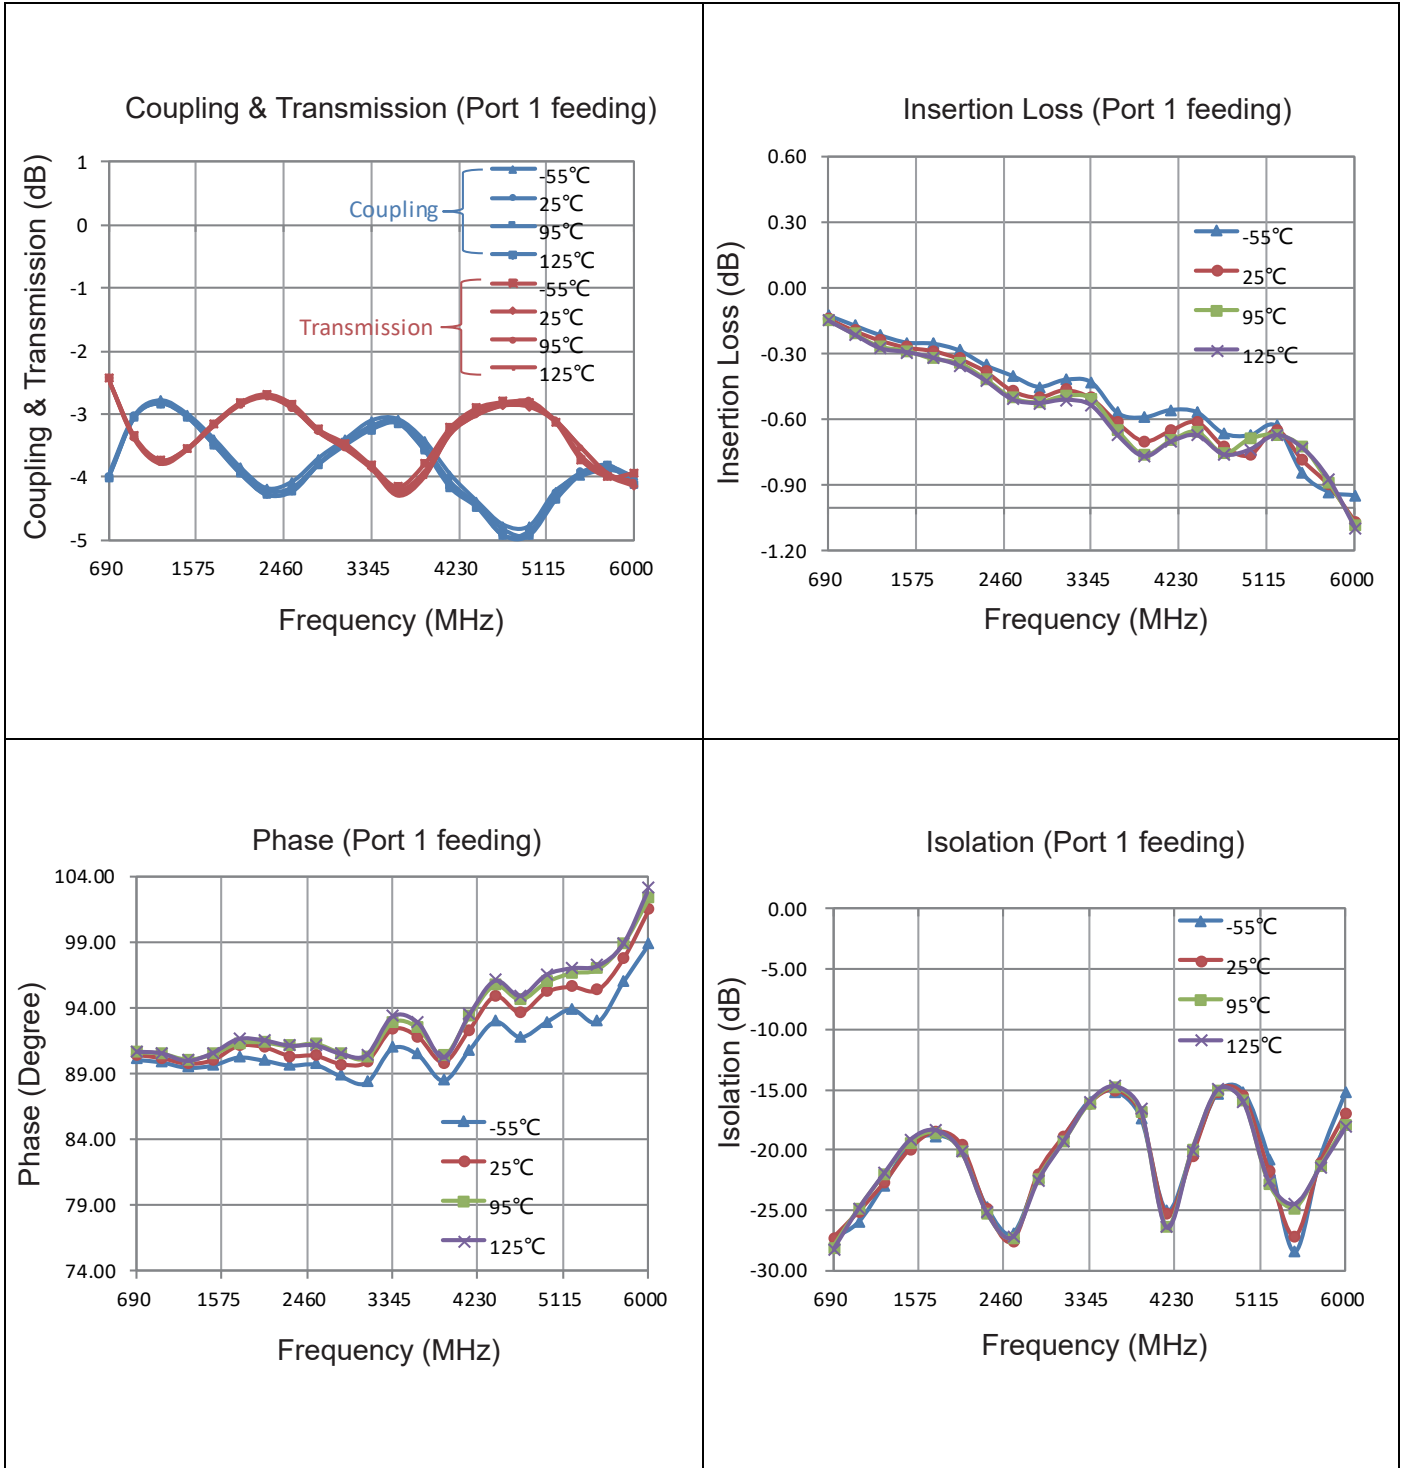 Coupling & Transmission (Port 1 feeding)
Coupling & Transmission (dB)
1
0
-1
-2
-3
-4
-5
Coupling
-55℃
25℃
95℃
125℃
Transmission
-55℃
25℃
95℃
125℃
690 1575 2460 3345 4230 5115 6000
Frequency (MHz)
Insertion Loss (Port 1 feeding)
Insertion Loss (dB)
0.60
0.30
0.00
-0.30
-0.60
-0.90
-1.20
-55℃
25℃
95℃
125℃
690 1575 2460 3345 4230 5115 6000
Frequency (MHz)
Phase (Port 1 feeding)
Phase (Degree)
104.00
99.00
94.00
89.00
84.00
79.00
74.00
-55℃
25℃
95℃
125℃
690 1575 2460 3345 4230 5115 6000
Frequency (MHz)
Isolation (Port 1 feeding)
Isolation (dB)
0.00
-5.00
-10.00
-15.00
-20.00
-25.00
-30.00
-55℃
25℃
95℃
125℃
690 1575 2460 3345 4230 5115 6000
Frequency (MHz)